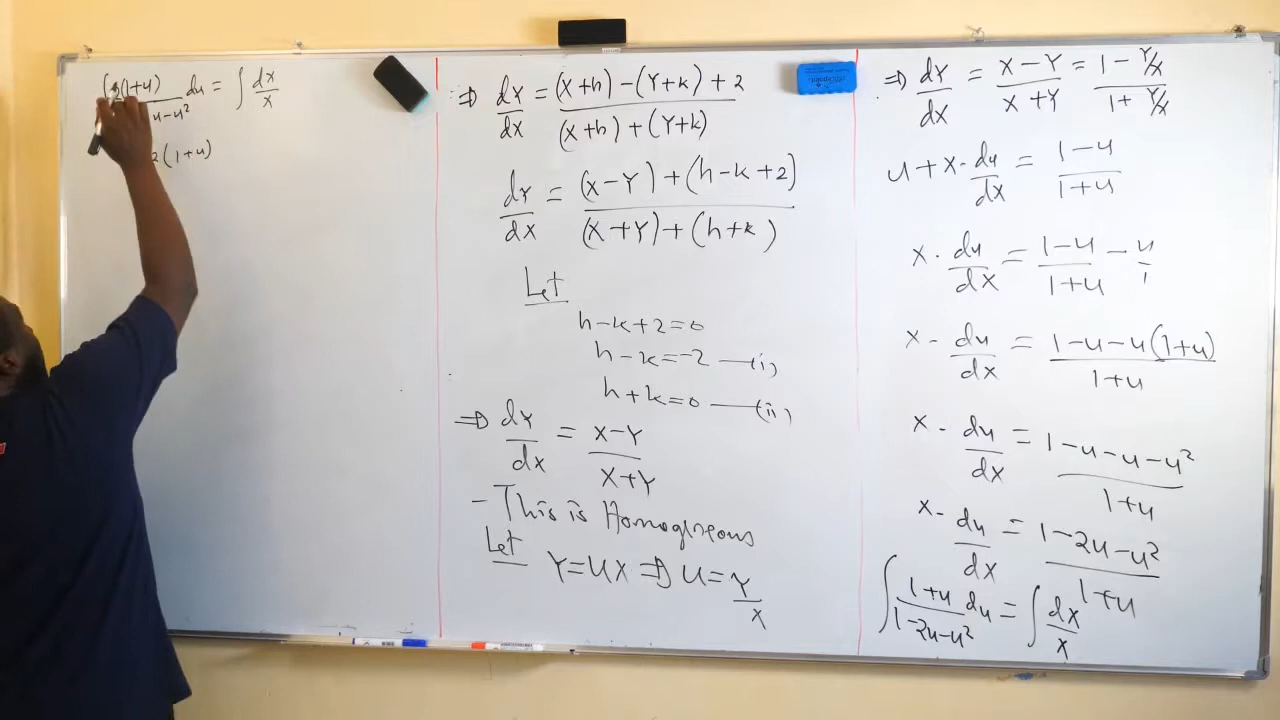 (1+u) du = ∫ dx/x
u-u²
2(1+u)
⇒ dY/dX = ((X+h)-(Y+k)+2)/((X+h)+(Y+k))
dY/dX = ((X-Y)+(h-k+2))/((X+Y)+(h+k))
Let
h-k+2=0
h-k=-2 —(i)
h+k=0 —(ii)
⇒ dY/dX = (X-Y)/(X+Y)
- This is Homogeneous
Let Y=UX ⇒ U=Y/X
⇒ dY/dX = (X-Y)/(X+Y) = (1-Y/X)/(1+Y/X)
u+x·du/dx = (1-u)/(1+u)
x·du/dx = (1-u)/(1+u) - u/1
x-du/dx = (1-u-u(1+u))/(1+u)
x-du/dx = (1-u-u-u²)/(1+u)
x-du/dx = (1-2u-u²)/(1+u)
∫ (1+u)/(1-2u-u²) du = ∫ dx/x